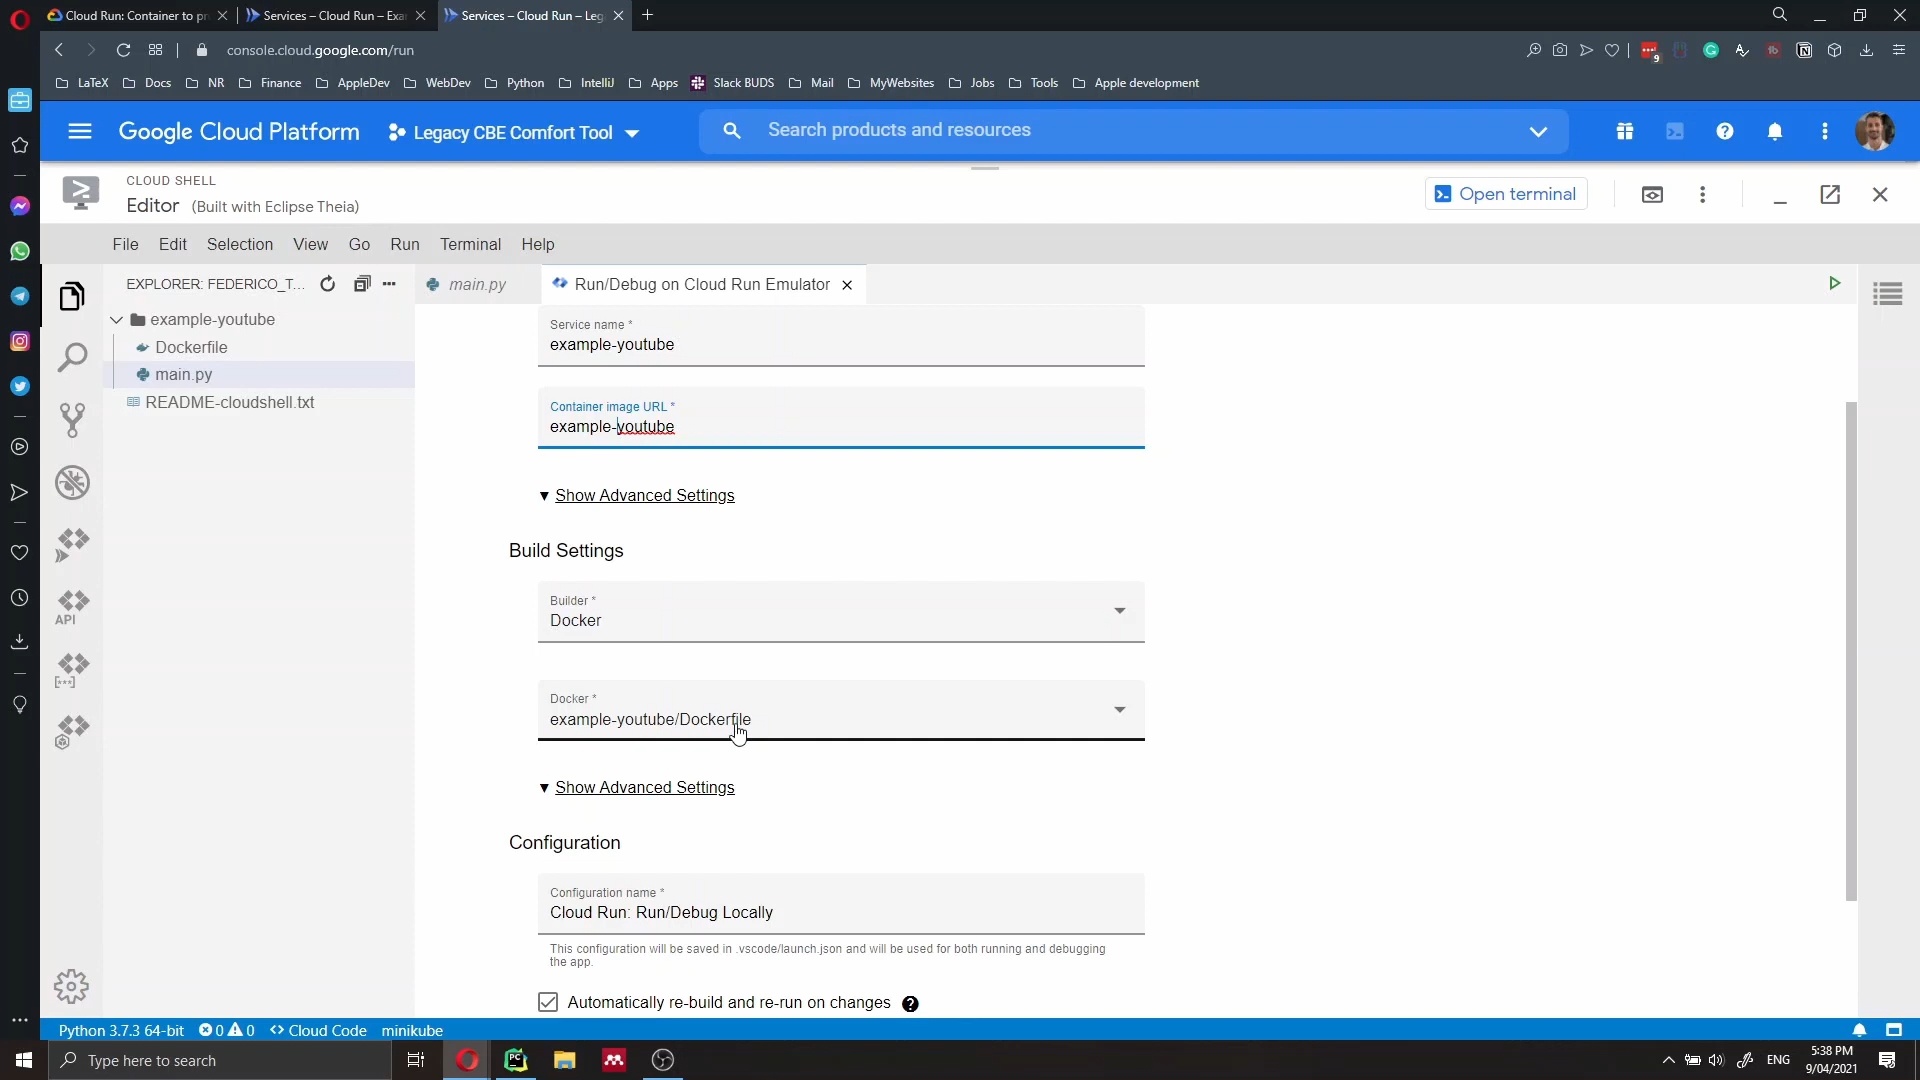 Cloud Run: Container to pr
Services – Cloud Run – Exa
Services – Cloud Run – Leg
console.cloud.google.com/run
9
LaTeX
Docs
NR
Finance
AppleDev
WebDev
Python
IntelliJ
Apps
Slack BUDS
Mail
MyWebsites
Jobs
Tools
Apple development
Google Cloud Platform
Legacy CBE Comfort Tool
Search products and resources
CLOUD SHELL
Editor (Built with Eclipse Theia)
Open terminal
File Edit Selection View Go Run Terminal Help
EXPLORER: FEDERICO_T...
main.py
Run/Debug on Cloud Run Emulator
example-youtube
Dockerfile
main.py
README-cloudshell.txt
API
Service name *
example-youtube
Container image URL *
example-youtube
Show Advanced Settings
Build Settings
Builder *
Docker
Docker *
example-youtube/Dockerfile
Show Advanced Settings
Configuration
Configuration name *
Cloud Run: Run/Debug Locally
This configuration will be saved in .vscode/launch.json and will be used for both running and debugging
the app.
Automatically re-build and re-run on changes
Python 3.7.3 64-bit
0
0
<> Cloud Code
minikube
Type here to search
PC
ENG
5:38 PM
9/04/2021